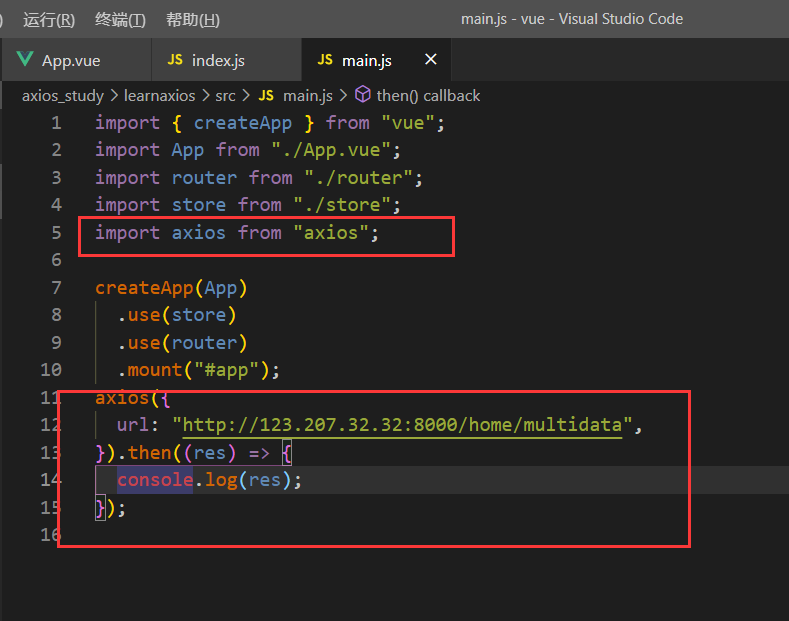 ) 运行(R) 终端(T) 帮助(H) main.js - vue - Visual Studio Code
App.vue JS index.js JS main.js ×
axios_study > learnaxios > src > JS main.js > then() callback
1 import { createApp } from "vue";
2 import App from "./App.vue";
3 import router from "./router";
4 import store from "./store";
5 import axios from "axios";
6
7 createApp(App)
8 .use(store)
9 .use(router)
10 .mount("#app");
11 axios({
12 url: "http://123.207.32.32:8000/home/multidata",
13 }).then((res) => {
14 console.log(res);
15 });
16